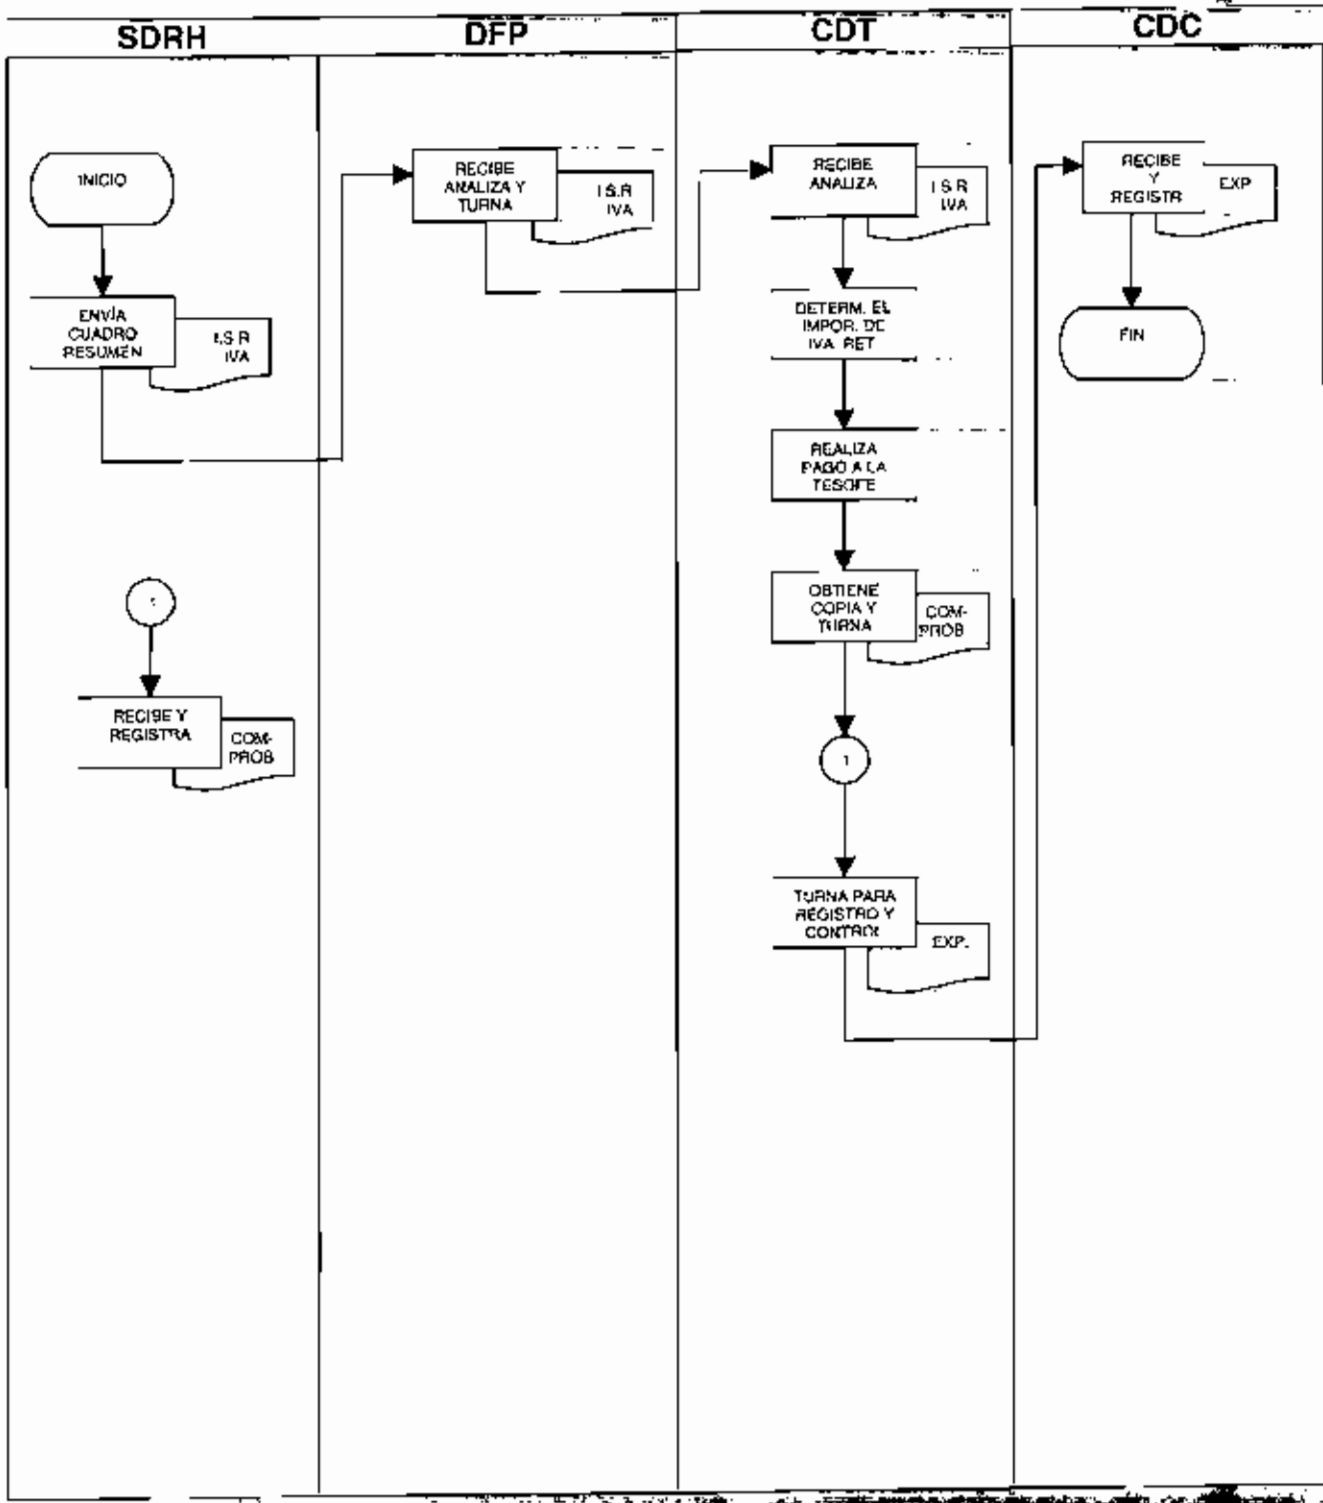 SDRH
DFP
CDT
CDC
INICIO
ENVÍA
CUADRO
RESUMEN
I.S.R
IVA
1
RECIBE Y
REGISTRA
COM-
PROB
RECIBE
ANALIZA Y
TURNA
I.S.R
IVA
RECIBE
ANALIZA
I.S.R
IVA
DETERM. EL
IMPOR. DE
IVA. RET
REALIZA
PAGO A LA
TESOFE
OBTIENE
COPIA Y
TURNA
COM-
PROB
1
TURNA PARA
REGISTRO Y
CONTROL
EXP.
RECIBE
Y
REGISTR
EXP
FIN